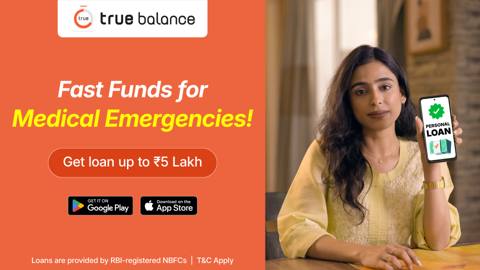 true
true balance
Fast Funds for
Medical Emergencies!
Get loan up to ₹5 Lakh
GET IT ON
Google Play
Download on the
App Store
Loans are provided by RBI-registered NBFCs | T&C Apply
PERSONAL
LOAN